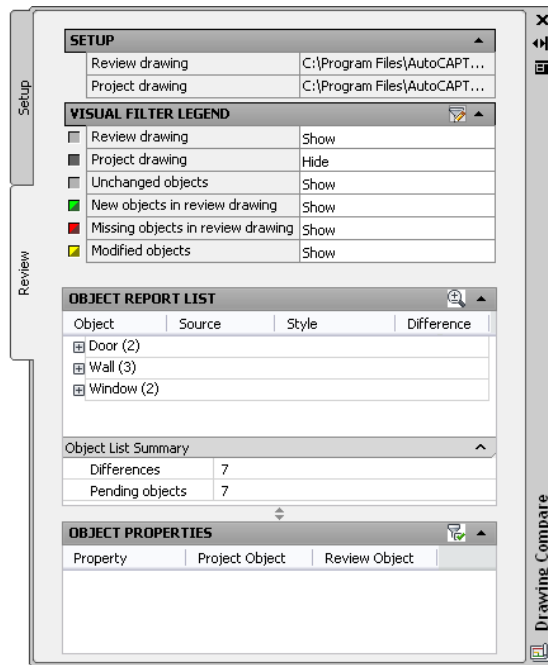 SETUP
Review drawing C:\Program Files\AutoCAPT...
Project drawing C:\Program Files\AutoCAPT...
VISUAL FILTER LEGEND
Review drawing Show
Project drawing Hide
Unchanged objects Show
New objects in review drawing Show
Missing objects in review drawing Show
Modified objects Show
OBJECT REPORT LIST
Object Source Style Difference
Door (2)
Wall (3)
Window (2)
Object List Summary
Differences 7
Pending objects 7
OBJECT PROPERTIES
Property Project Object Review Object
Setup
Review
Drawing Compare